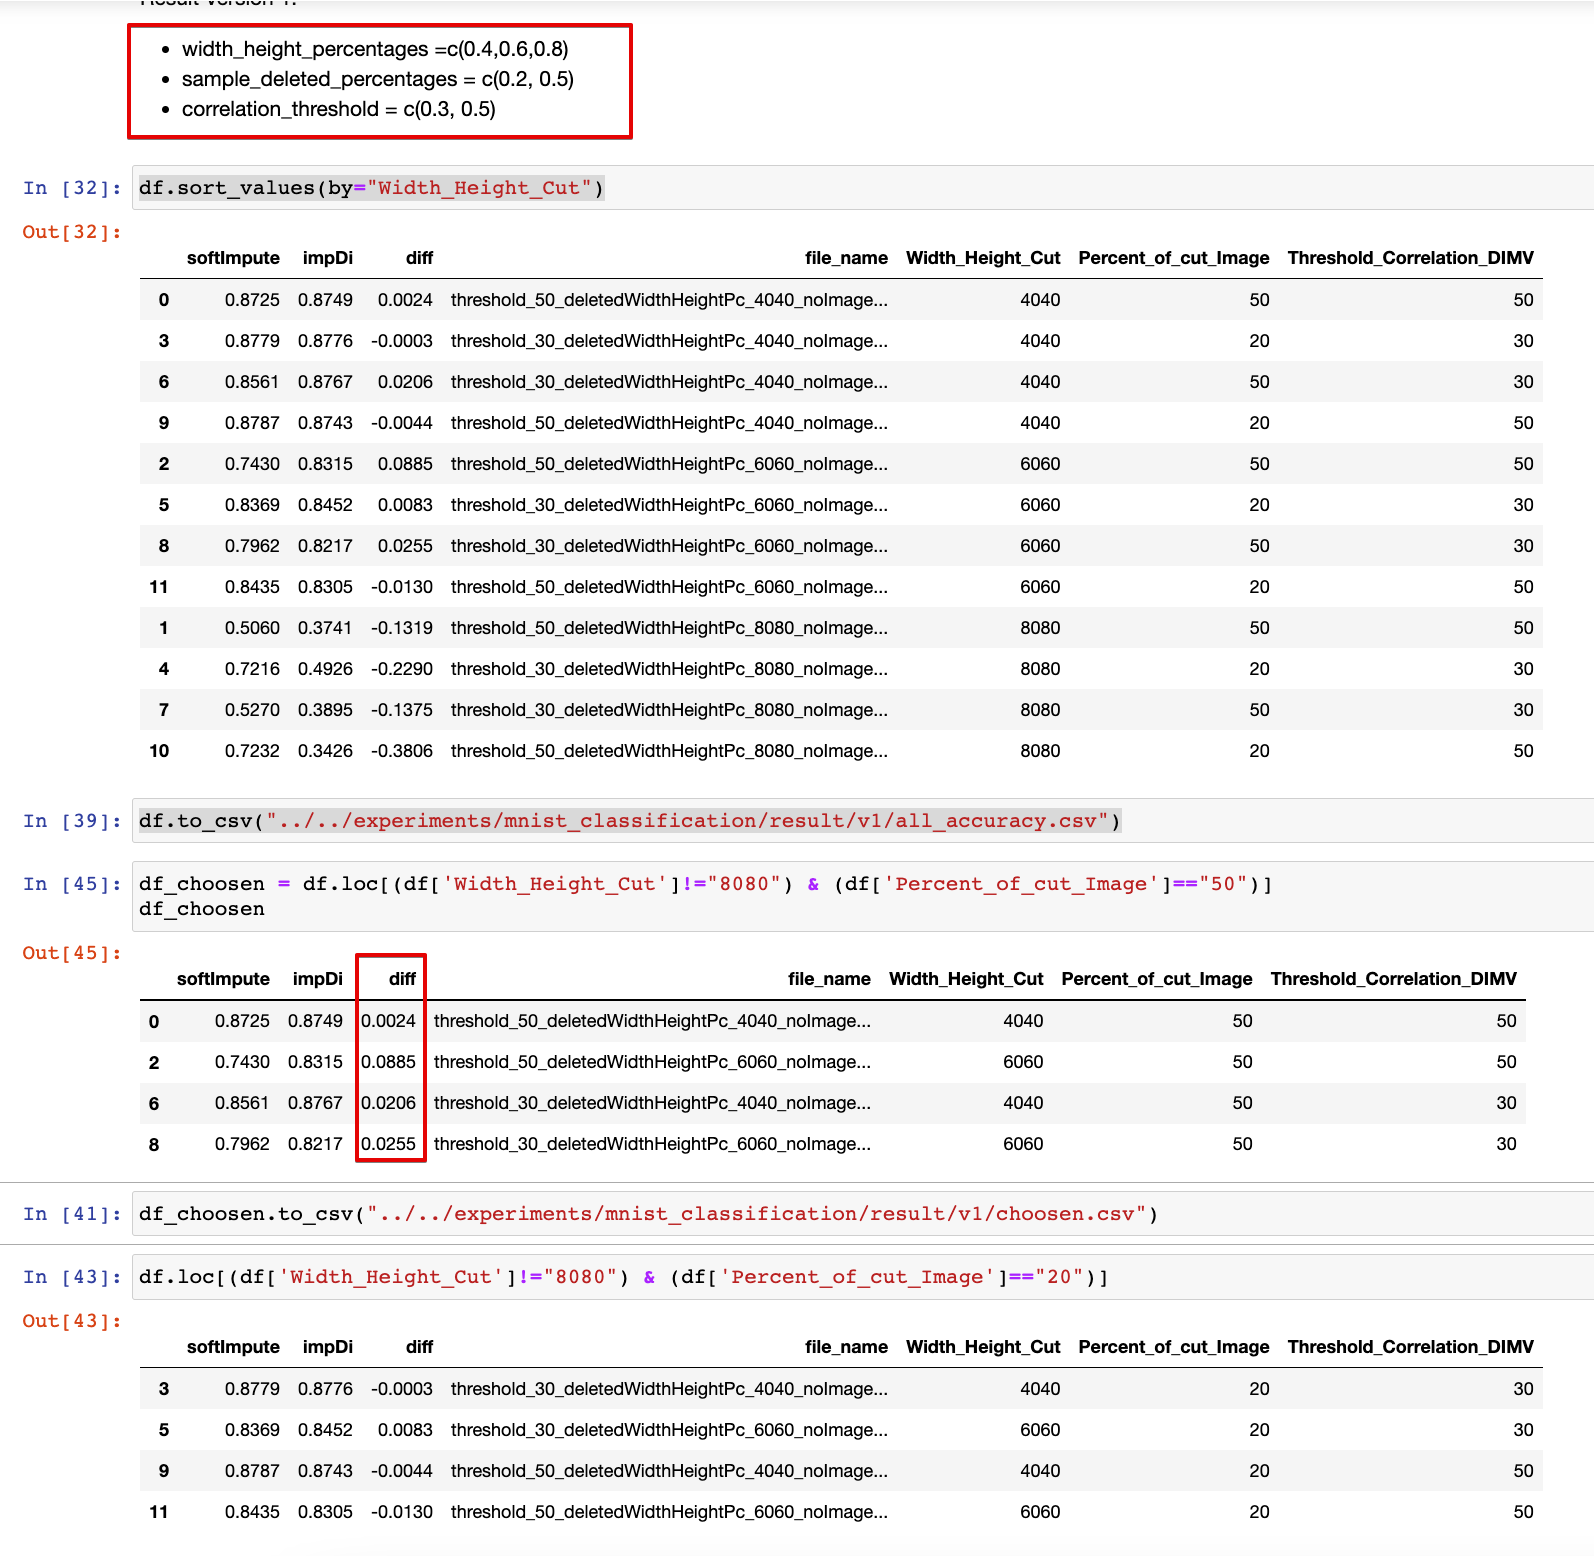 Result version 1:
• width_height_percentages =c(0.4,0.6,0.8)
• sample_deleted_percentages = c(0.2, 0.5)
• correlation_threshold = c(0.3, 0.5)
In [32]: df.sort_values(by="Width_Height_Cut")
Out[32]:
softImpute impDi diff file_name Width_Height_Cut Percent_of_cut_Image Threshold_Correlation_DIMV
0 0.8725 0.8749 0.0024 threshold_50_deletedWidthHeightPc_4040_noImage... 4040 50 50
3 0.8779 0.8776 -0.0003 threshold_30_deletedWidthHeightPc_4040_noImage... 4040 20 30
6 0.8561 0.8767 0.0206 threshold_30_deletedWidthHeightPc_4040_noImage... 4040 50 30
9 0.8787 0.8743 -0.0044 threshold_50_deletedWidthHeightPc_4040_noImage... 4040 20 50
2 0.7430 0.8315 0.0885 threshold_50_deletedWidthHeightPc_6060_noImage... 6060 50 50
5 0.8369 0.8452 0.0083 threshold_30_deletedWidthHeightPc_6060_noImage... 6060 20 30
8 0.7962 0.8217 0.0255 threshold_30_deletedWidthHeightPc_6060_noImage... 6060 50 30
11 0.8435 0.8305 -0.0130 threshold_50_deletedWidthHeightPc_6060_noImage... 6060 20 50
1 0.5060 0.3741 -0.1319 threshold_50_deletedWidthHeightPc_8080_noImage... 8080 50 50
4 0.7216 0.4926 -0.2290 threshold_30_deletedWidthHeightPc_8080_noImage... 8080 20 30
7 0.5270 0.3895 -0.1375 threshold_30_deletedWidthHeightPc_8080_noImage... 8080 50 30
10 0.7232 0.3426 -0.3806 threshold_50_deletedWidthHeightPc_8080_noImage... 8080 20 50
In [39]: df.to_csv("../../experiments/mnist_classification/result/v1/all_accuracy.csv")
In [45]: df_choosen = df.loc[(df['Width_Height_Cut']!="8080") & (df['Percent_of_cut_Image']=="50")]
df_choosen
Out[45]:
softImpute impDi diff file_name Width_Height_Cut Percent_of_cut_Image Threshold_Correlation_DIMV
0 0.8725 0.8749 0.0024 threshold_50_deletedWidthHeightPc_4040_noImage... 4040 50 50
2 0.7430 0.8315 0.0885 threshold_50_deletedWidthHeightPc_6060_noImage... 6060 50 50
6 0.8561 0.8767 0.0206 threshold_30_deletedWidthHeightPc_4040_noImage... 4040 50 30
8 0.7962 0.8217 0.0255 threshold_30_deletedWidthHeightPc_6060_noImage... 6060 50 30
In [41]: df_choosen.to_csv("../../experiments/mnist_classification/result/v1/choosen.csv")
In [43]: df.loc[(df['Width_Height_Cut']!="8080") & (df['Percent_of_cut_Image']=="20")]
Out[43]:
softImpute impDi diff file_name Width_Height_Cut Percent_of_cut_Image Threshold_Correlation_DIMV
3 0.8779 0.8776 -0.0003 threshold_30_deletedWidthHeightPc_4040_noImage... 4040 20 30
5 0.8369 0.8452 0.0083 threshold_30_deletedWidthHeightPc_6060_noImage... 6060 20 30
9 0.8787 0.8743 -0.0044 threshold_50_deletedWidthHeightPc_4040_noImage... 4040 20 50
11 0.8435 0.8305 -0.0130 threshold_50_deletedWidthHeightPc_6060_noImage... 6060 20 50